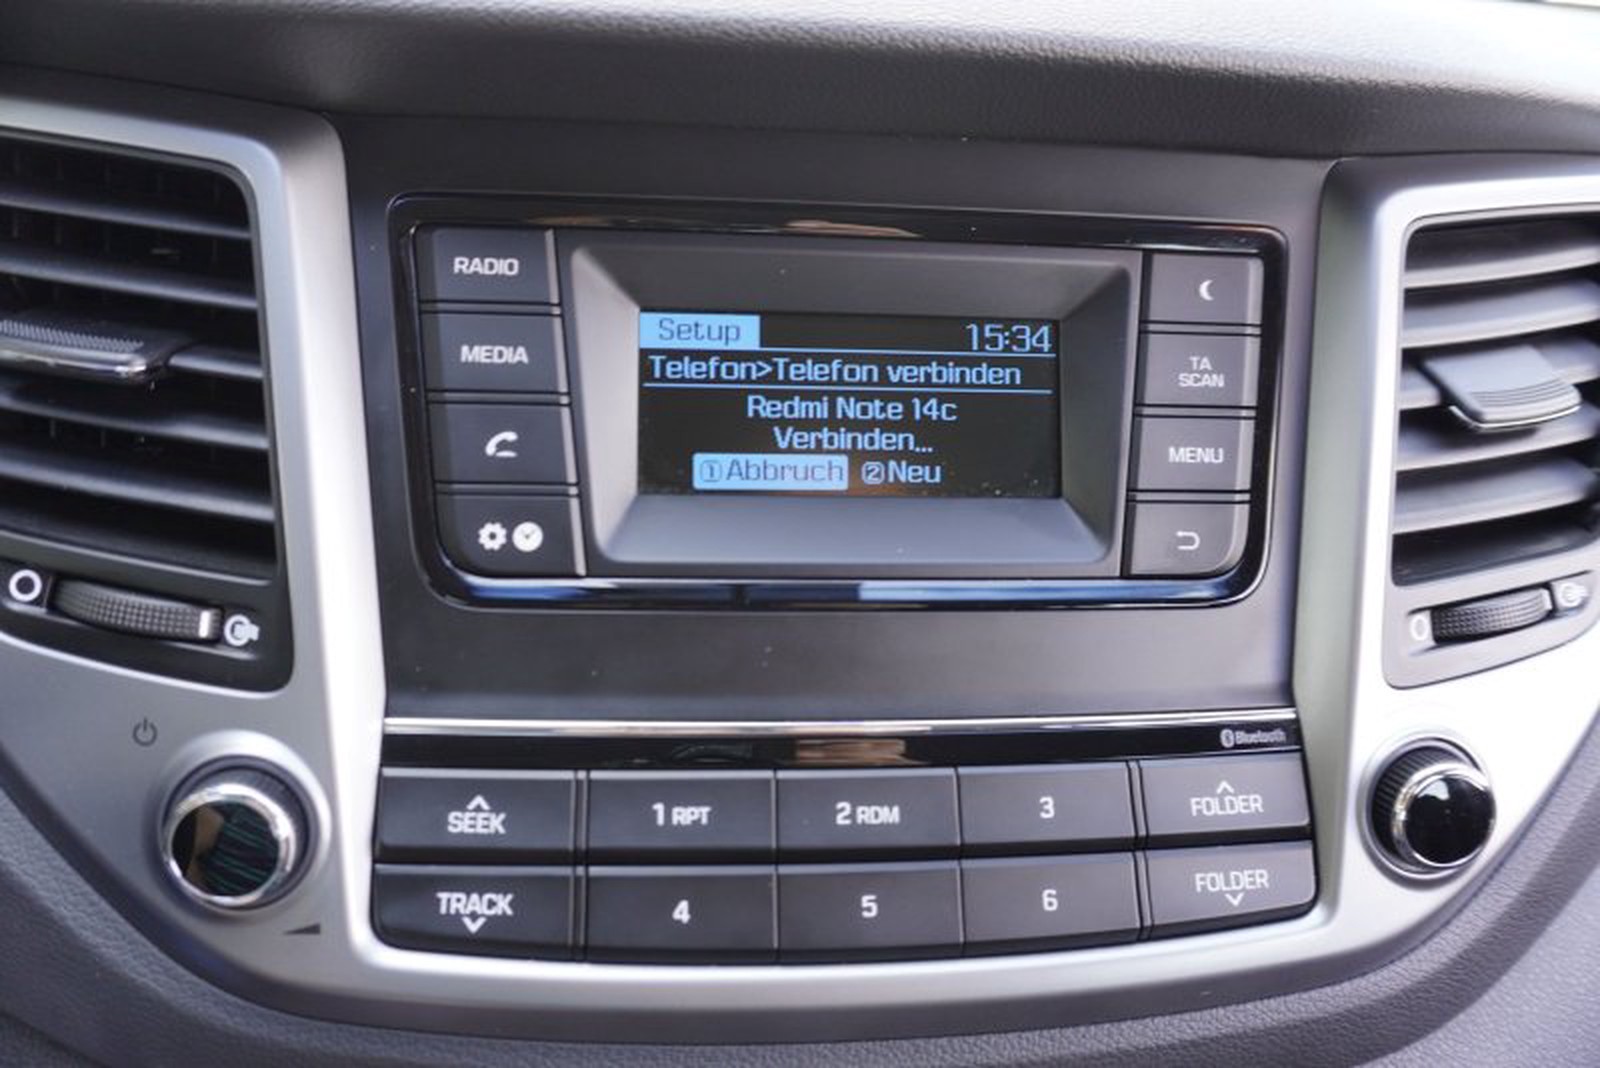 RADIO
MEDIA
Setup 15:34
Telefon>Telefon verbinden
Redmi Note 14c
Verbinden...
①Abbruch ②Neu
TA
SCAN
MENU
Bluetooth
SEEK
1 RPT
2 RDM
3
FOLDER
TRACK
4
5
6
FOLDER